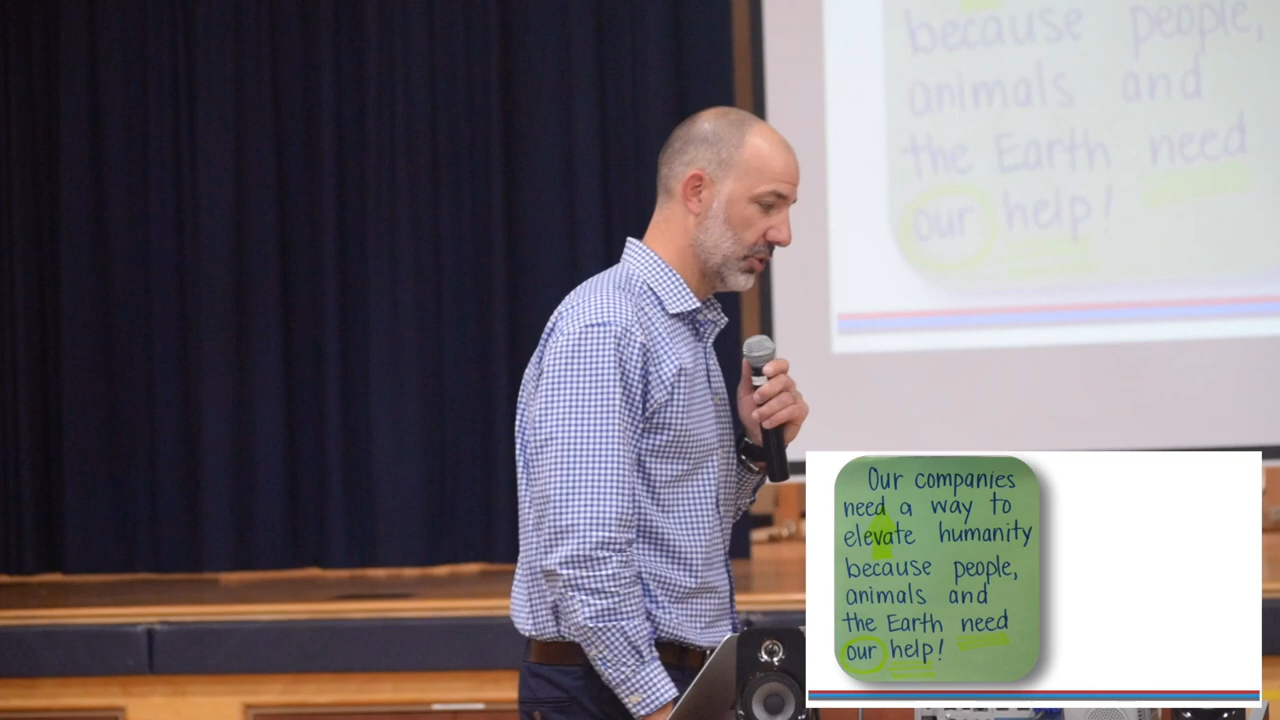 because people,
animals and
the Earth need
our help!
Our companies
need a way to
elevate humanity
because people,
animals and
the Earth need
our help!